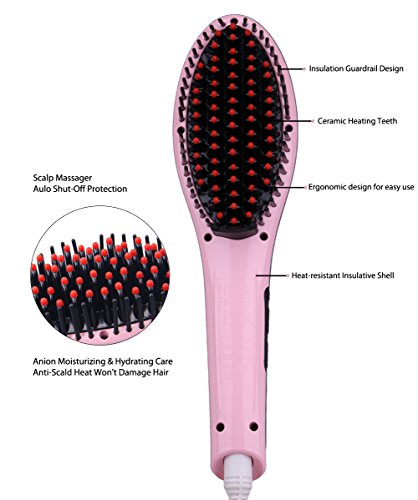 Insulation Guardrail Design
Ceramic Heating Teeth
Scalp Massager
Aulo Shut-Off Protection
Ergonomic design for easy use
Heat-resistant Insulative Shell
Anion Moisturizing & Hydrating Care
Anti-Scald Heat Won't Damage Hair